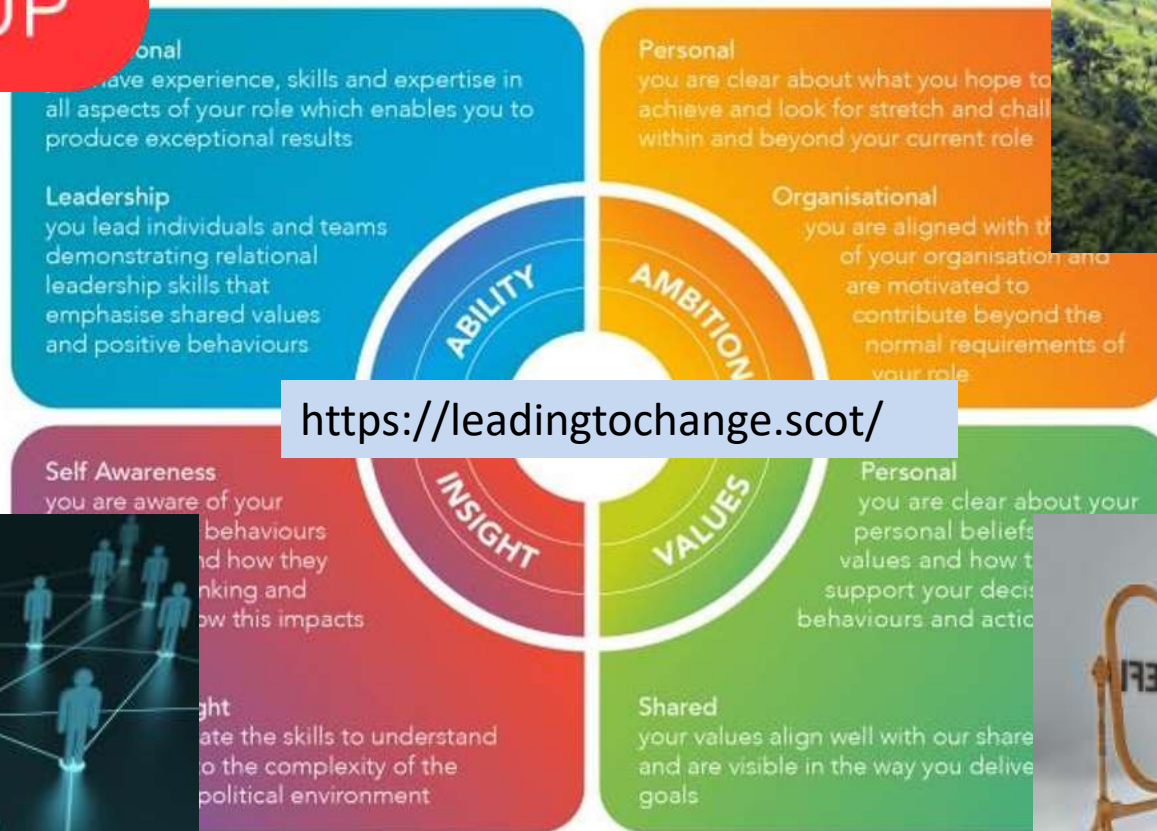 UP
onal
have experience, skills and expertise in
all aspects of your role which enables you to
produce exceptional results
Leadership
you lead individuals and teams
demonstrating relational
leadership skills that
emphasise shared values
and positive behaviours
ABILITY
Personal
you are clear about what you hope to
achieve and look for stretch and chall
within and beyond your current role
Organisational
you are aligned with th
of your organisation and
are motivated to
contribute beyond the
normal requirements of
your role
AMBITION
https://leadingtochange.scot/
Self Awareness
you are aware of your
behaviours
nd how they
nking and
ow this impacts
ght
ate the skills to understand
o the complexity of the
political environment
INSIGHT
VALUES
Personal
you are clear about your
personal beliefs
values and how t
support your decis
behaviours and actio
Shared
your values align well with our share
and are visible in the way you delive
goals